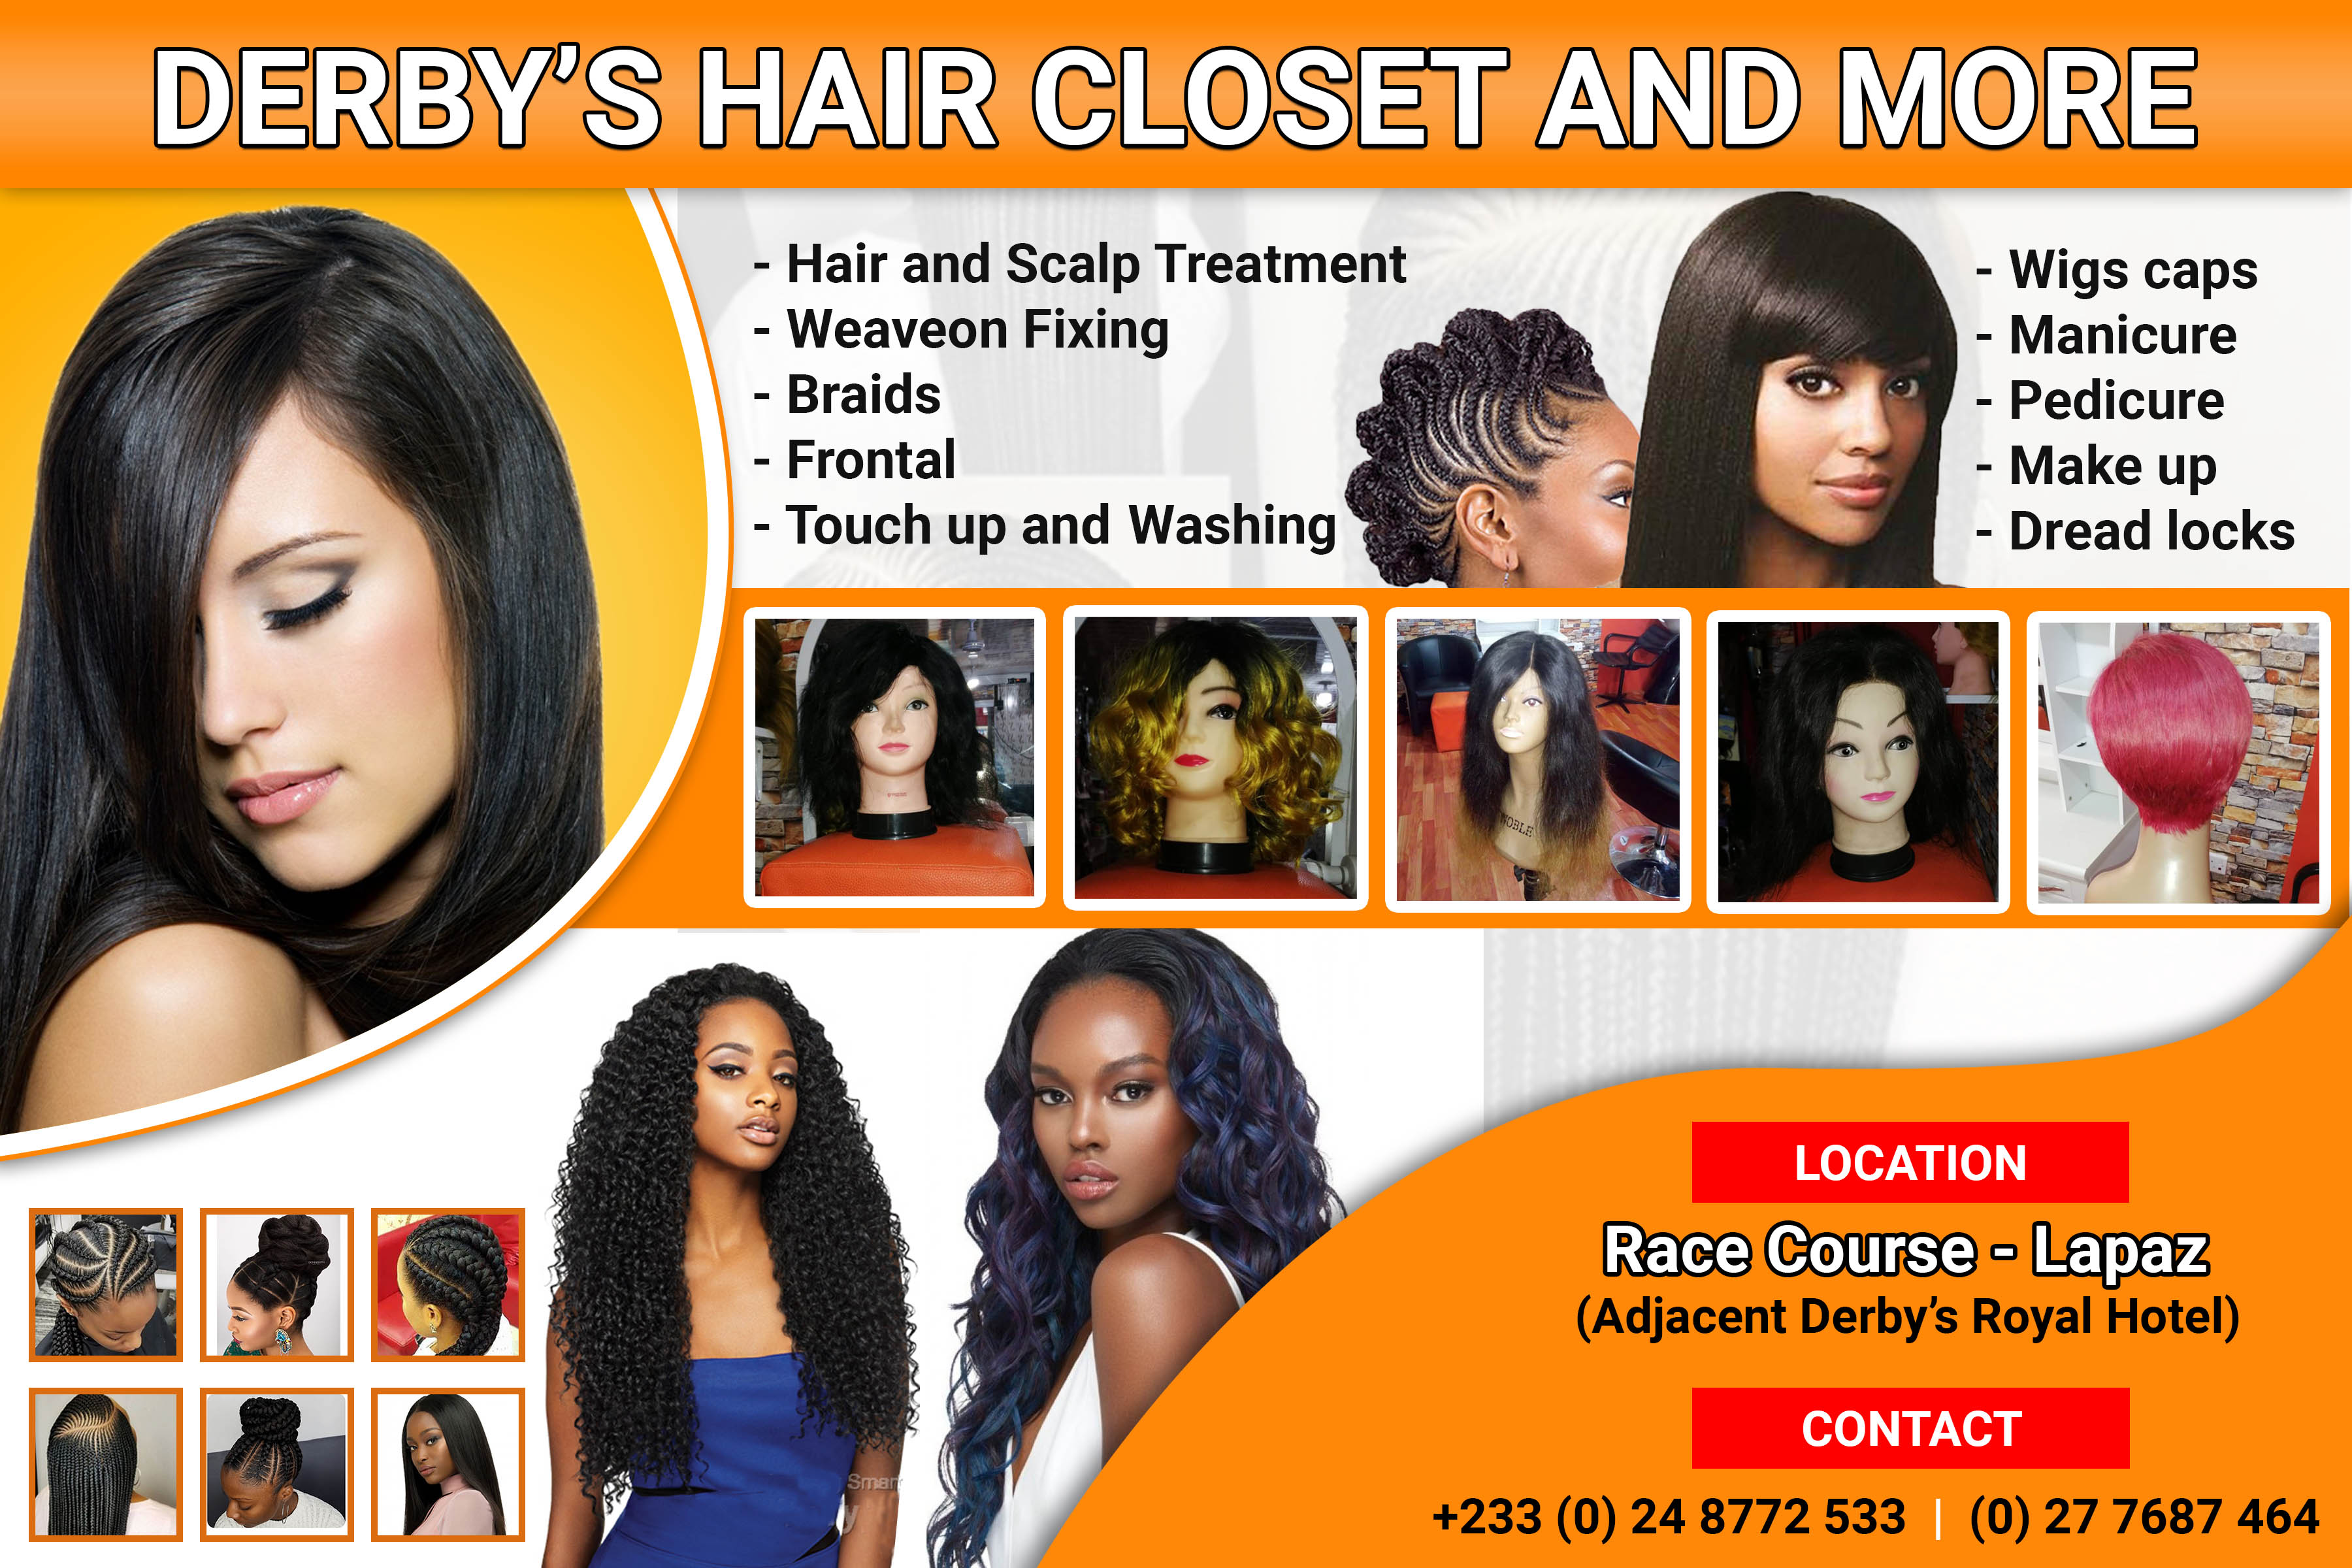 DERBY’S HAIR CLOSET AND MORE
- Hair and Scalp Treatment
- Weaveon Fixing
- Braids
- Frontal
- Touch up and Washing
- Wigs caps
- Manicure
- Pedicure
- Make up
- Dread locks
NOBLE
LOCATION
Race Course - Lapaz
(Adjacent Derby’s Royal Hotel)
CONTACT
+233 (0) 24 8772 533 | (0) 27 7687 464